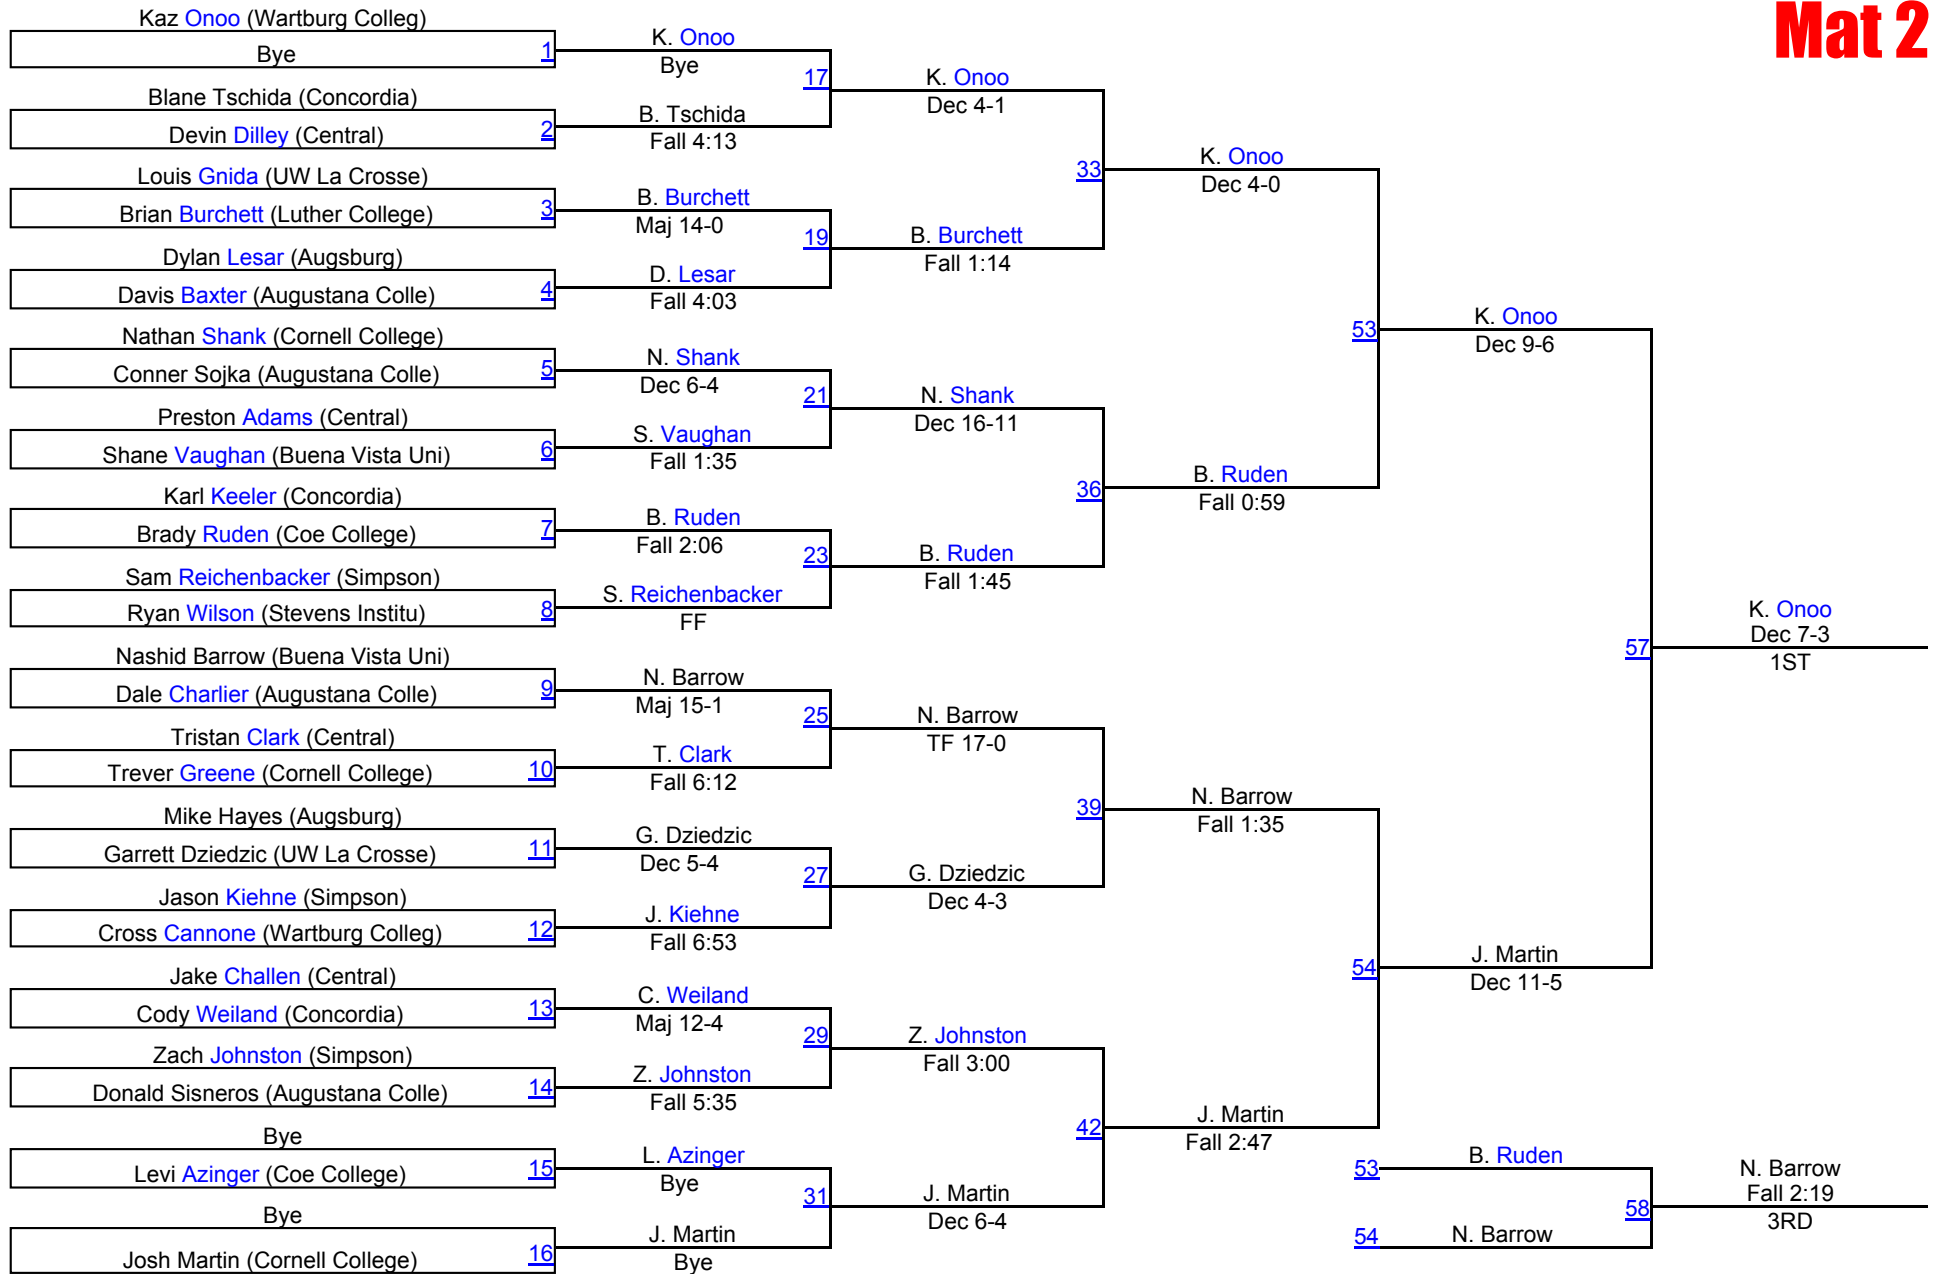 Mat 2
Kaz Onoo (Wartburg Colleg)
Bye
1
Blane Tschida (Concordia)
Devin Dilley (Central)
2
Louis Gnida (UW La Crosse)
Brian Burchett (Luther College)
3
Dylan Lesar (Augsburg)
Davis Baxter (Augustana Colle)
4
Nathan Shank (Cornell College)
Conner Sojka (Augustana Colle)
5
Preston Adams (Central)
Shane Vaughan (Buena Vista Uni)
6
Karl Keeler (Concordia)
Brady Ruden (Coe College)
7
Sam Reichenbacker (Simpson)
Ryan Wilson (Stevens Institu)
8
Nashid Barrow (Buena Vista Uni)
Dale Charlier (Augustana Colle)
9
Tristan Clark (Central)
Trever Greene (Cornell College)
10
Mike Hayes (Augsburg)
Garrett Dziedzic (UW La Crosse)
11
Jason Kiehne (Simpson)
Cross Cannone (Wartburg Colleg)
12
Jake Challen (Central)
Cody Weiland (Concordia)
13
Zach Johnston (Simpson)
Donald Sisneros (Augustana Colle)
14
Bye
Levi Azinger (Coe College)
15
Bye
Josh Martin (Cornell College)
16
K. Onoo
Bye
17
B. Tschida
Fall 4:13
B. Burchett
Maj 14-0
19
D. Lesar
Fall 4:03
N. Shank
Dec 6-4
21
S. Vaughan
Fall 1:35
B. Ruden
Fall 2:06
23
S. Reichenbacker
FF
N. Barrow
Maj 15-1
25
T. Clark
Fall 6:12
G. Dziedzic
Dec 5-4
27
J. Kiehne
Fall 6:53
C. Weiland
Maj 12-4
29
Z. Johnston
Fall 5:35
L. Azinger
Bye
31
J. Martin
Bye
K. Onoo
Dec 4-1
33
B. Burchett
Fall 1:14
N. Shank
Dec 16-11
36
B. Ruden
Fall 1:45
N. Barrow
TF 17-0
39
G. Dziedzic
Dec 4-3
Z. Johnston
Fall 3:00
42
J. Martin
Dec 6-4
K. Onoo
Dec 4-0
53
B. Ruden
Fall 0:59
N. Barrow
Fall 1:35
54
J. Martin
Fall 2:47
K. Onoo
Dec 9-6
57
J. Martin
Dec 11-5
K. Onoo
Dec 7-3
1ST
53
B. Ruden
58
54
N. Barrow
N. Barrow
Fall 2:19
3RD